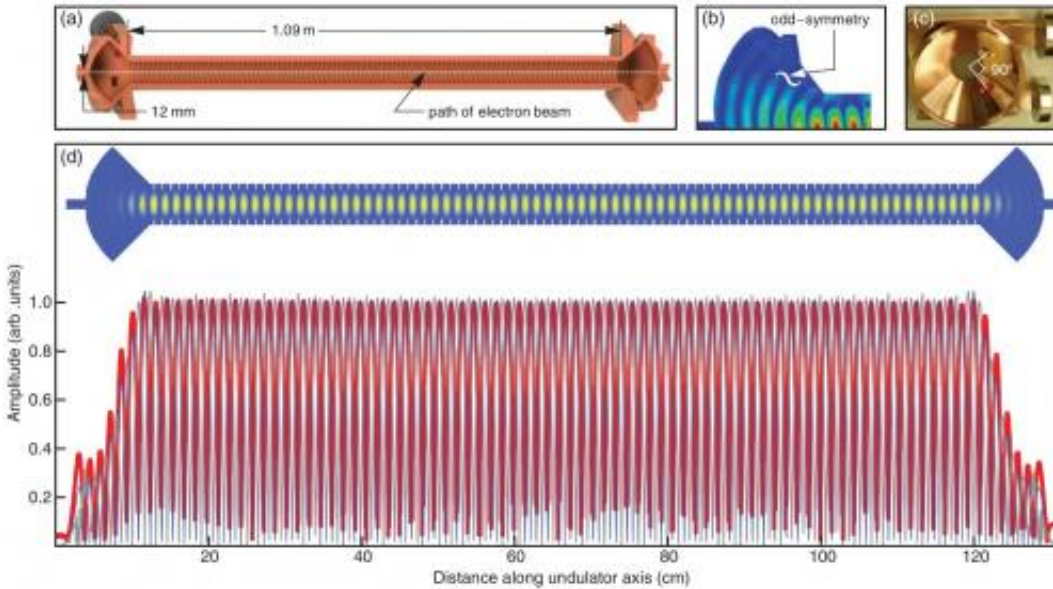 (a)
1.09 m
12 mm
path of electron beam
(b)
odd-symmetry
(c)
90°
(d)
Amplitude (arb .units)
1.0
0.8
0.6
0.4
0.2
20
40
60
80
100
120
Distance along undulator axis (cm)